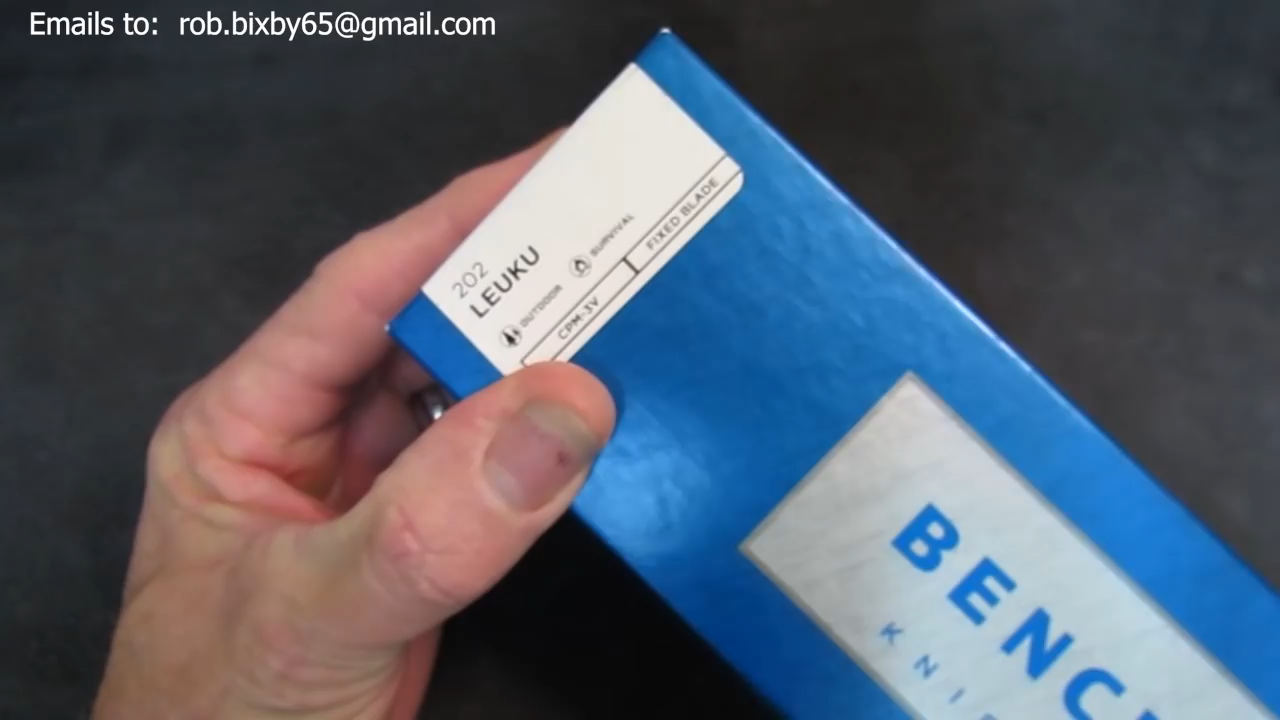 Emails to: rob.bixby65@gmail.com
202
LEUKU
OUTDOOR SURVIVAL
CPM-3V FIXED BLADE
BENC
KNI